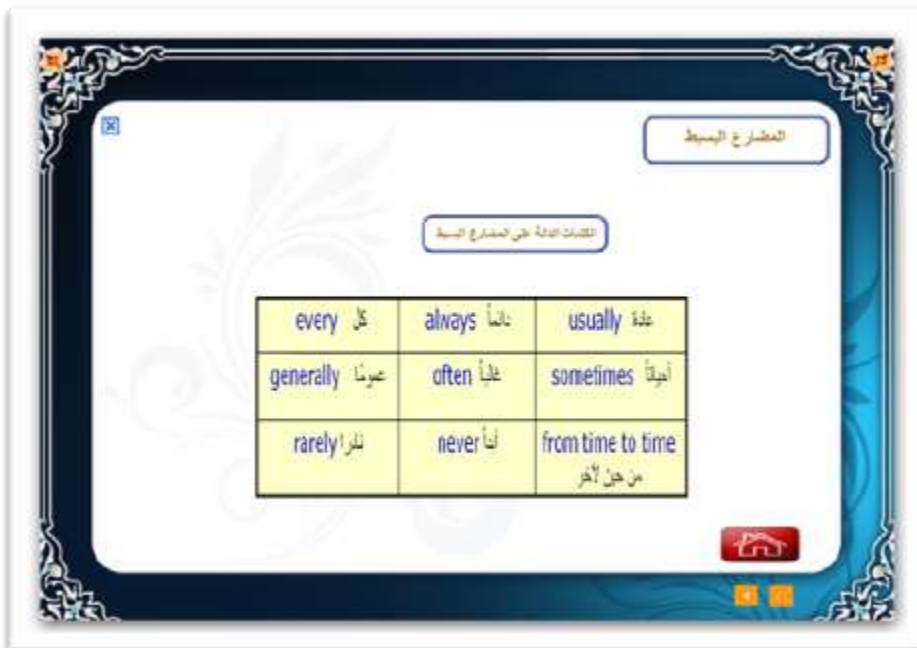 المضارع البسيط
الكلمات الدالة على المضارع البسيط
usually عادة
always دائماً
every كل
sometimes أحياناً
often غالباً
generally عمومًا
from time to time
من حين لآخر
never أبداً
rarely نادرا